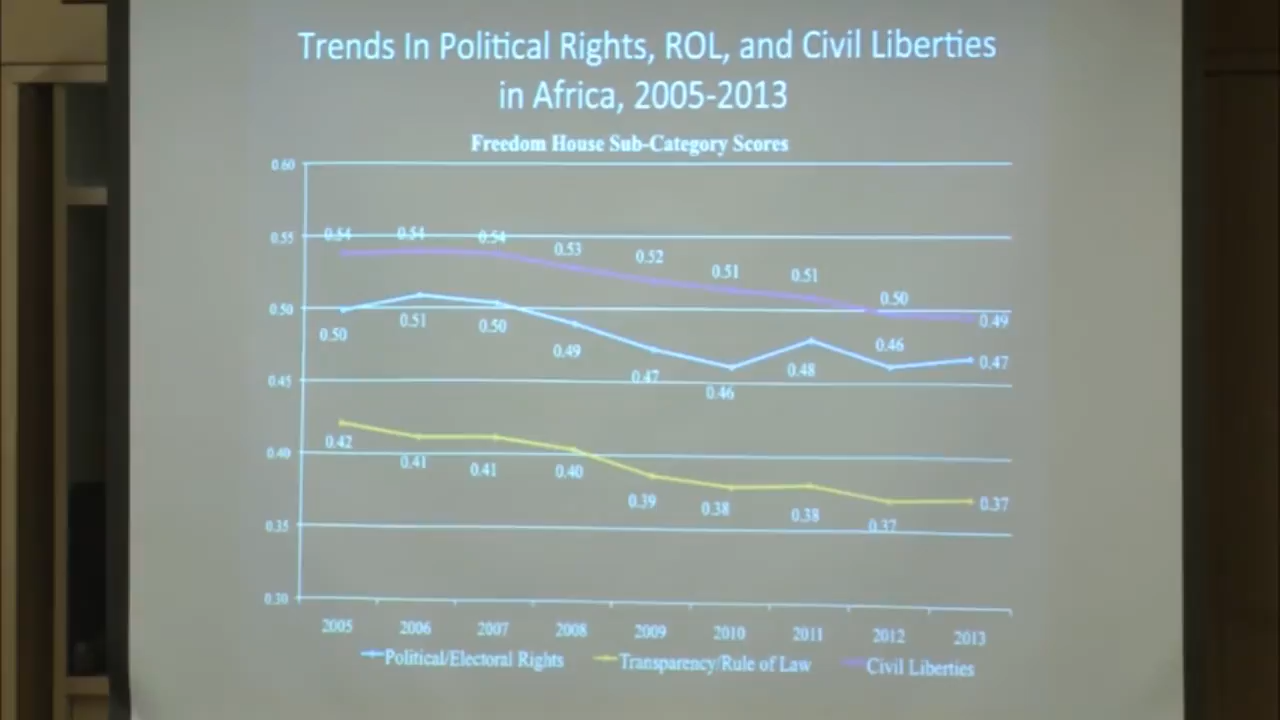 Trends In Political Rights, ROL, and Civil Liberties
in Africa, 2005-2013
Freedom House Sub-Category Scores
0.60
0.55
0.54 0.54 0.54 0.53 0.52 0.51 0.51 0.50 0.49
0.50
0.50 0.51 0.50 0.49 0.47 0.46 0.48 0.46 0.47
0.45
0.42 0.41 0.41 0.40 0.39 0.38 0.38 0.37 0.37
0.40
0.35
0.30
2005 2006 2007 2008 2009 2010 2011 2012 2013
Political/Electoral Rights Transparency/Rule of Law Civil Liberties